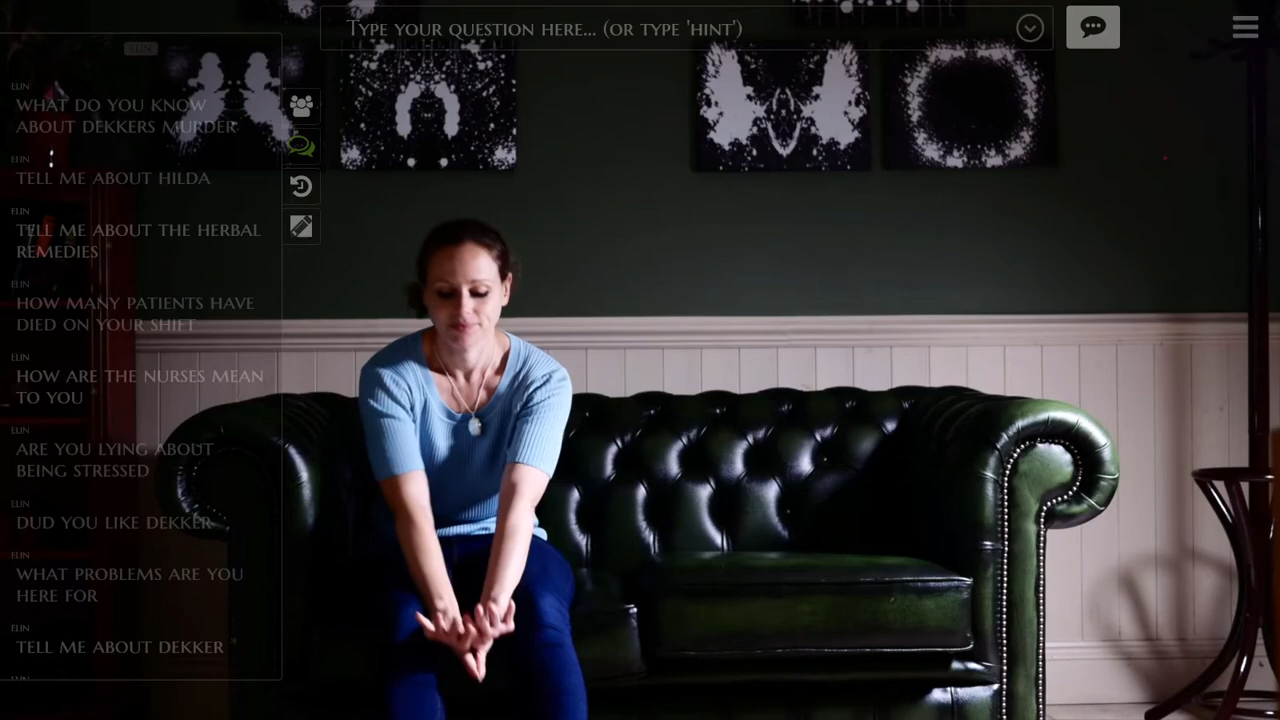 Type your question here... (or type 'hint')
ELIN
ELIN
WHAT DO YOU KNOW
ABOUT DEKKERS MURDER
ELIN
TELL ME ABOUT HILDA
ELIN
TELL ME ABOUT THE HERBAL
REMEDIES
ELIN
HOW MANY PATIENTS HAVE
DIED ON YOUR SHIFT
ELIN
HOW ARE THE NURSES MEAN
TO YOU
ELIN
ARE YOU LYING ABOUT
BEING STRESSED
ELIN
DUD YOU LIKE DEKKER
ELIN
WHAT PROBLEMS ARE YOU
HERE FOR
ELIN
TELL ME ABOUT DEKKER